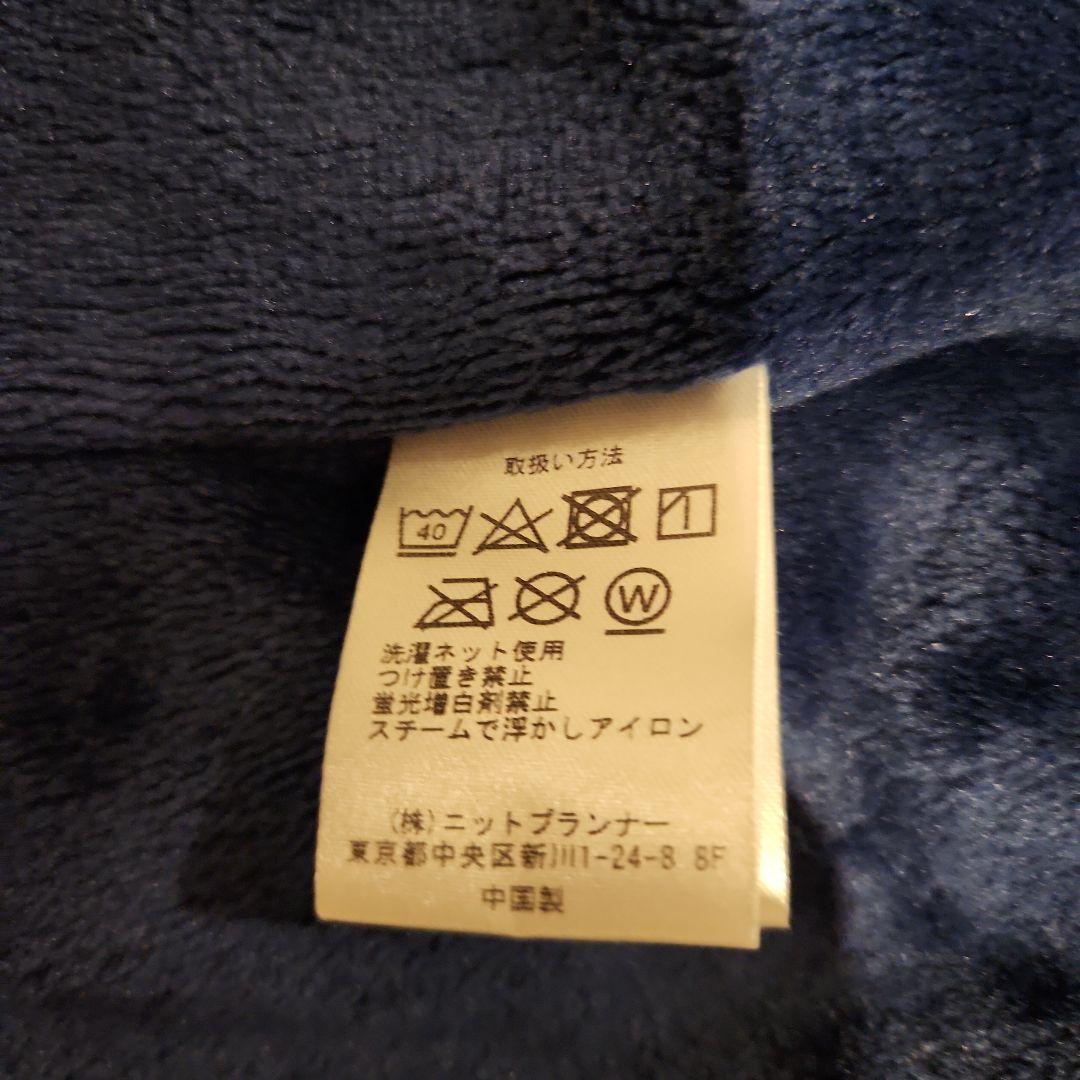 取扱い方法
40
W
洗濯ネット使用
つけ置き禁止
蛍光増白剤禁止
スチームで浮かしアイロン
(株)ニットプランナー
東京都中央区新川1-24-8 8F
中国製